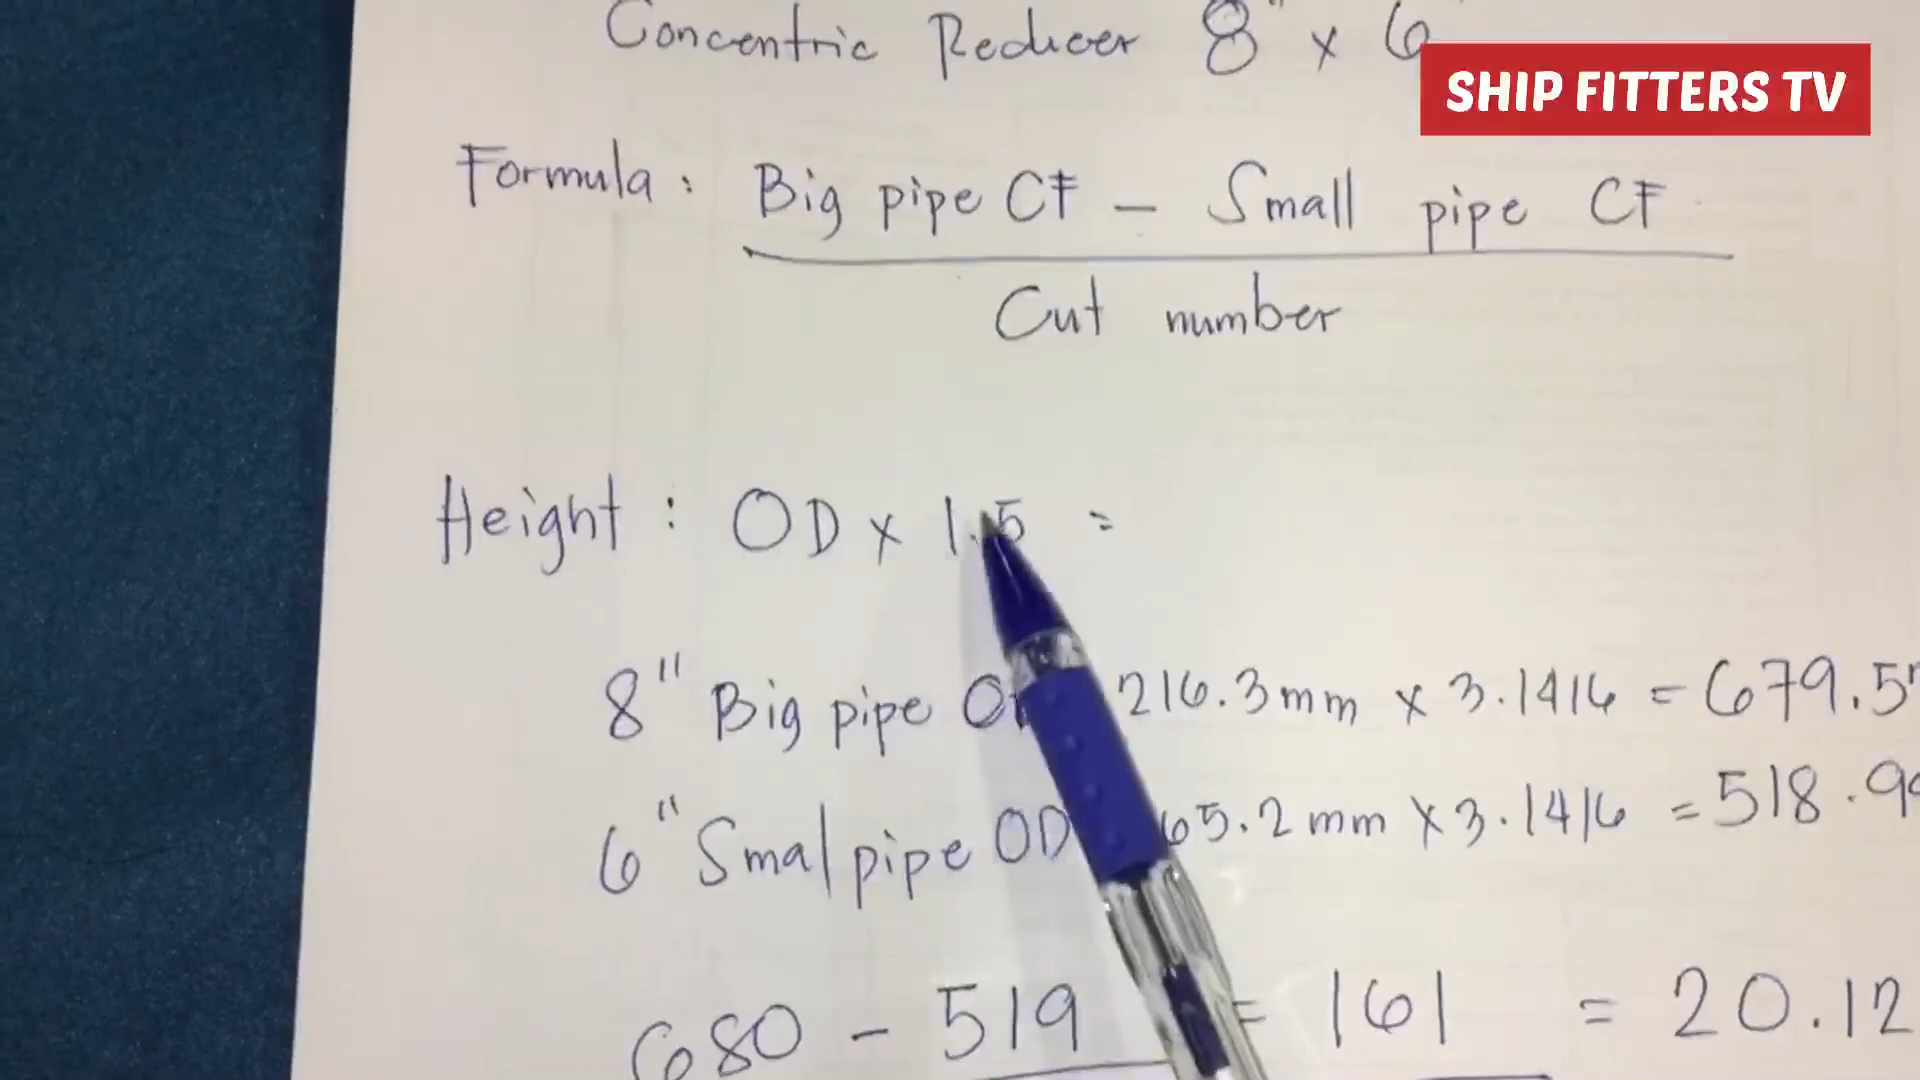 Concentric Reducer 8" x 6
SHIP FITTERS TV
Formula : Big pipe CF - Small pipe CF
Cut number
Height : OD x 1.5 =
8" Big pipe 216.3mm x 3.1416 = 679.5
6" Smal pipe OD 65.2 mm x 3.1416 = 518.9
680 - 519 = 161 = 20.12